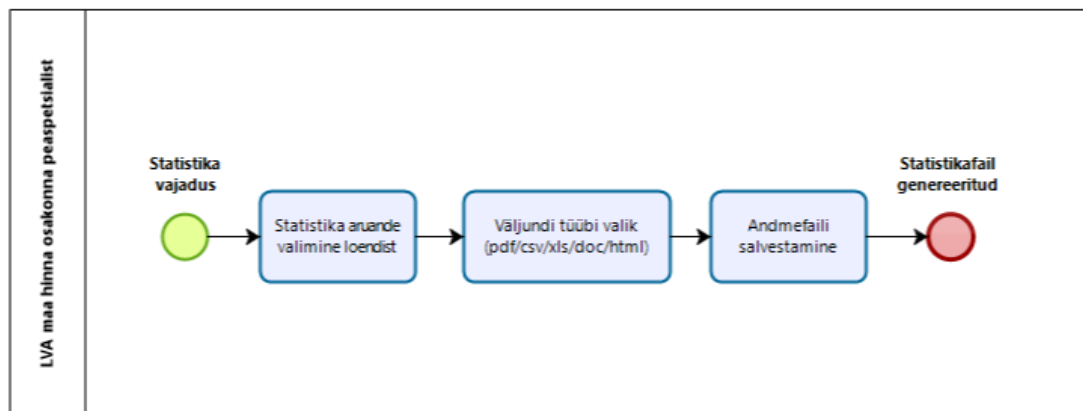 LVA maa hinna osakonna peaspetsialist
Statistika
vajadus
Statistika aruande
valimine loendist
Väljundi tüübi valik
(pdf/csv/xls/doc/html)
Andmefaili
salvestamine
Statistikafail
genereeritud